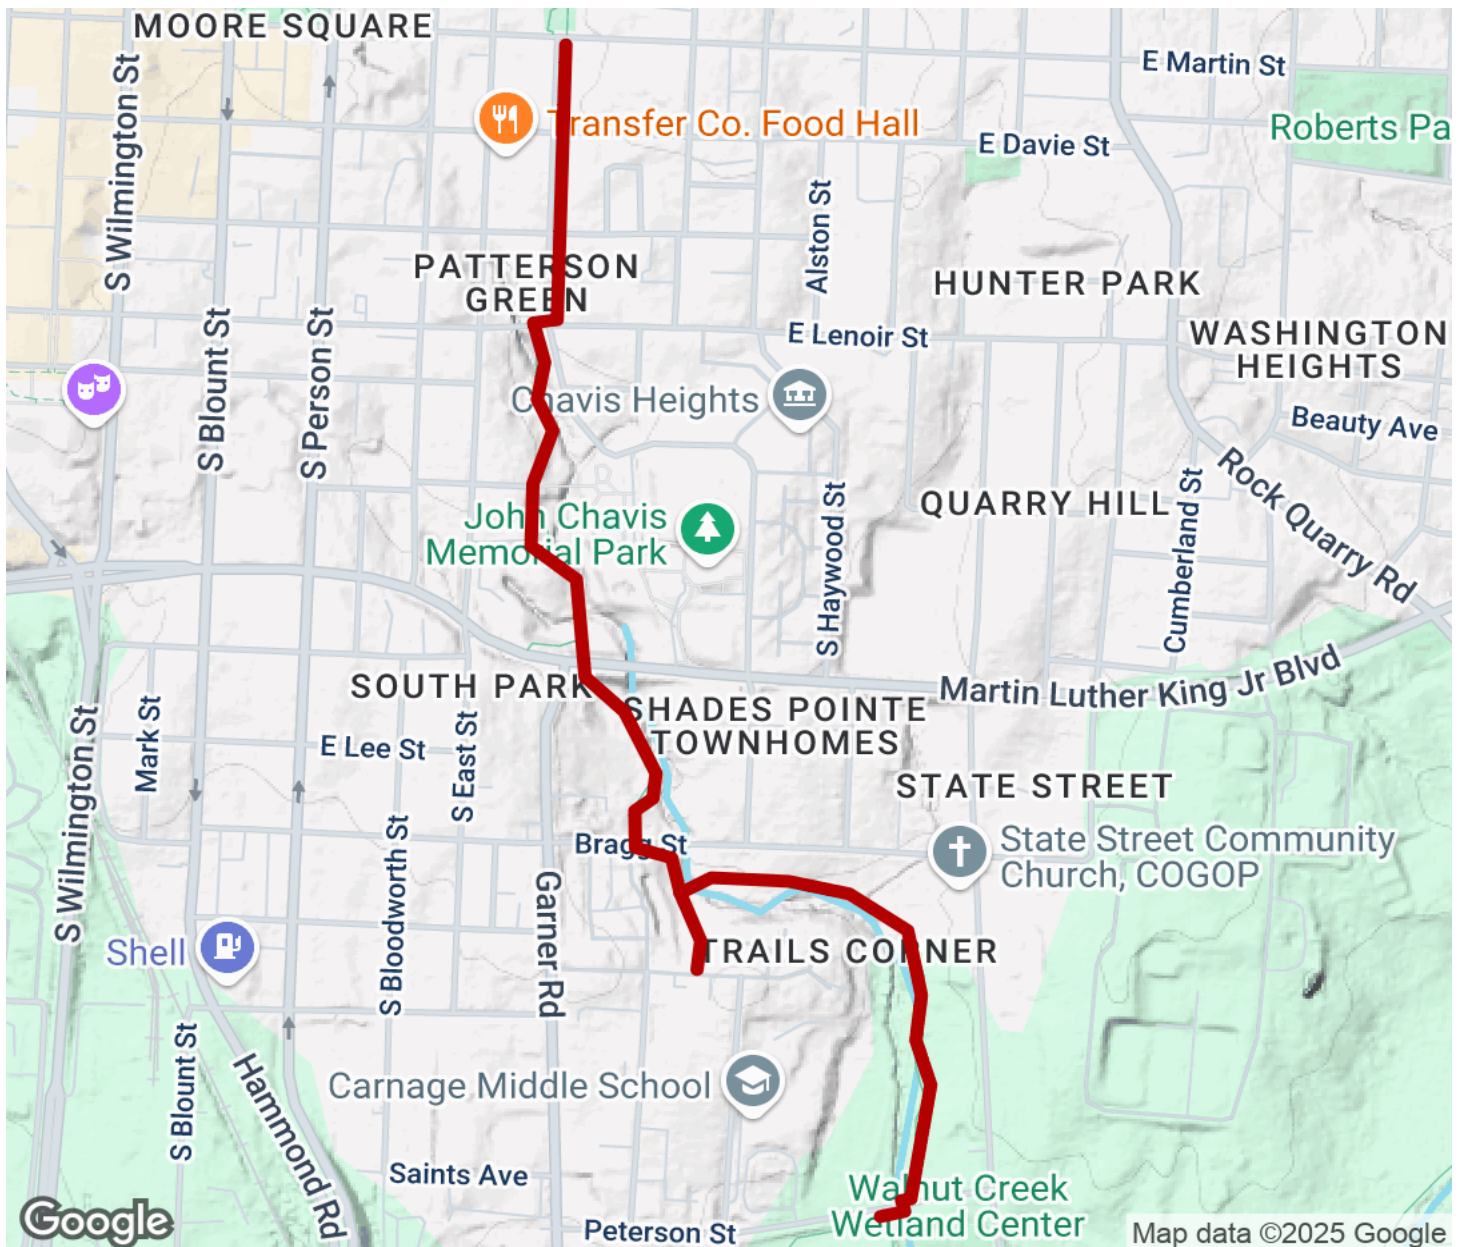 MOORE SQUARE
E Martin St
S Wilmington St
Transfer Co. Food Hall
Roberts Pa
E Davie St
Alston St
PATTERSON
GREEN
HUNTER PARK
E Lenoir St
WASHINGTON
HEIGHTS
S Blount St
S Person St
Chavis Heights
Beauty Ave
Rock Quarry Rd
QUARRY HILL
Cumberland St
S Haywood St
John Chavis
Memorial Park
SOUTH PARK
Martin Luther King Jr Blvd
SHADES POINTE
TOWNHOMES
Mark St
S East St
E Lee St
S Wilmington St
STATE STREET
Bragg St
S Bloodworth St
State Street Community
Church, COGOP
Garner Rd
Shell
TRAILS CORNER
S Blount St
Hammond Rd
Carnage Middle School
Saints Ave
Walnut Creek
Wetland Center
Peterson St
Google
Map data ©2025 Google